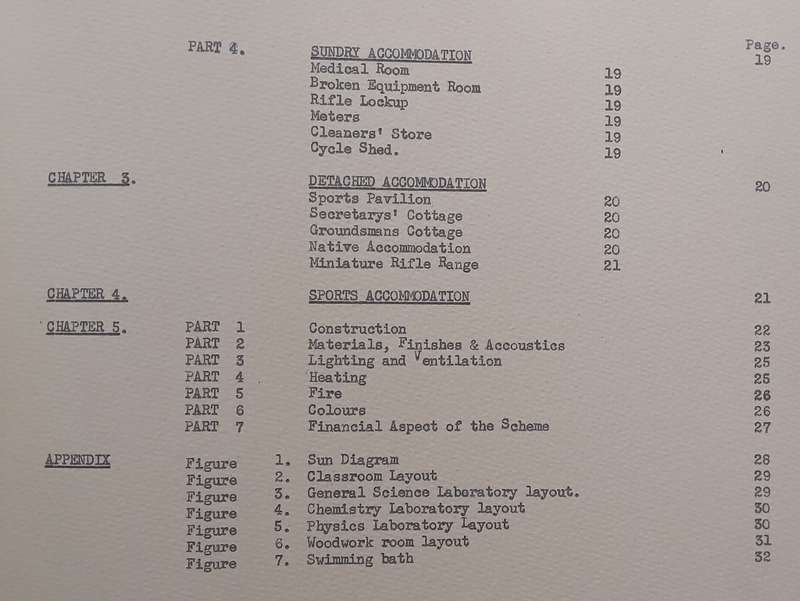 Page.
PART 4. SUNDRY ACCOMMODATION 19
Medical Room 19
Broken Equipment Room 19
Rifle Lockup 19
Meters 19
Cleaners' Store 19
Cycle Shed. 19
CHAPTER 3. DETACHED ACCOMMODATION 20
Sports Pavilion 20
Secretarys' Cottage 20
Groundsmans Cottage 20
Native Accommodation 20
Miniature Rifle Range 21
CHAPTER 4. SPORTS ACCOMMODATION 21
CHAPTER 5. PART 1 Construction 22
PART 2 Materials, Finishes & Accoustics 23
PART 3 Lighting and Ventilation 25
PART 4 Heating 25
PART 5 Fire 26
PART 6 Colours 26
PART 7 Financial Aspect of the Scheme 27
APPENDIX Figure 1. Sun Diagram 28
Figure 2. Classroom Layout 29
Figure 3. General Science Laboratory layout. 29
Figure 4. Chemistry Laboratory layout 30
Figure 5. Physics Laboratory Layout 30
Figure 6. Woodwork room layout 31
Figure 7. Swimming bath 32